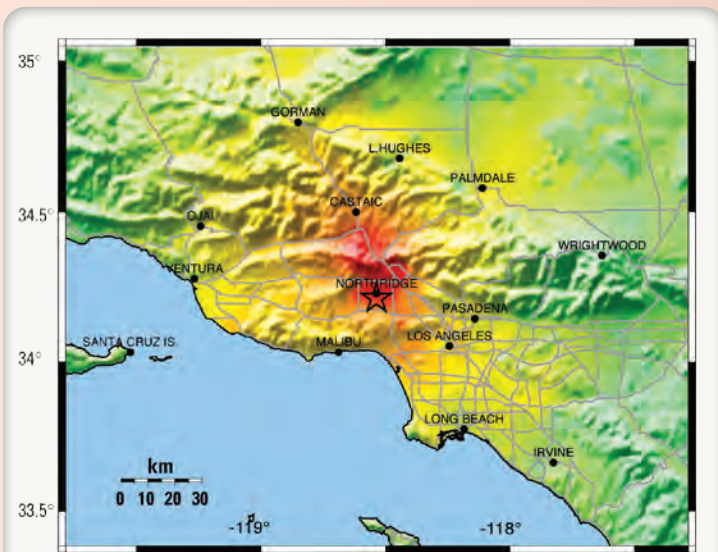 35°
GORMAN
L.HUGHES
PALMDALE
34.5°
CASTAIC
OJAI
WRIGHTWOOD
VENTURA
NORTHRIDGE
PASADENA
SANTA CRUZ IS.
MALIBU
LOS ANGELES
34°
LONG BEACH
IRVINE
km
0 10 20 30
33.5°
-119°
-118°